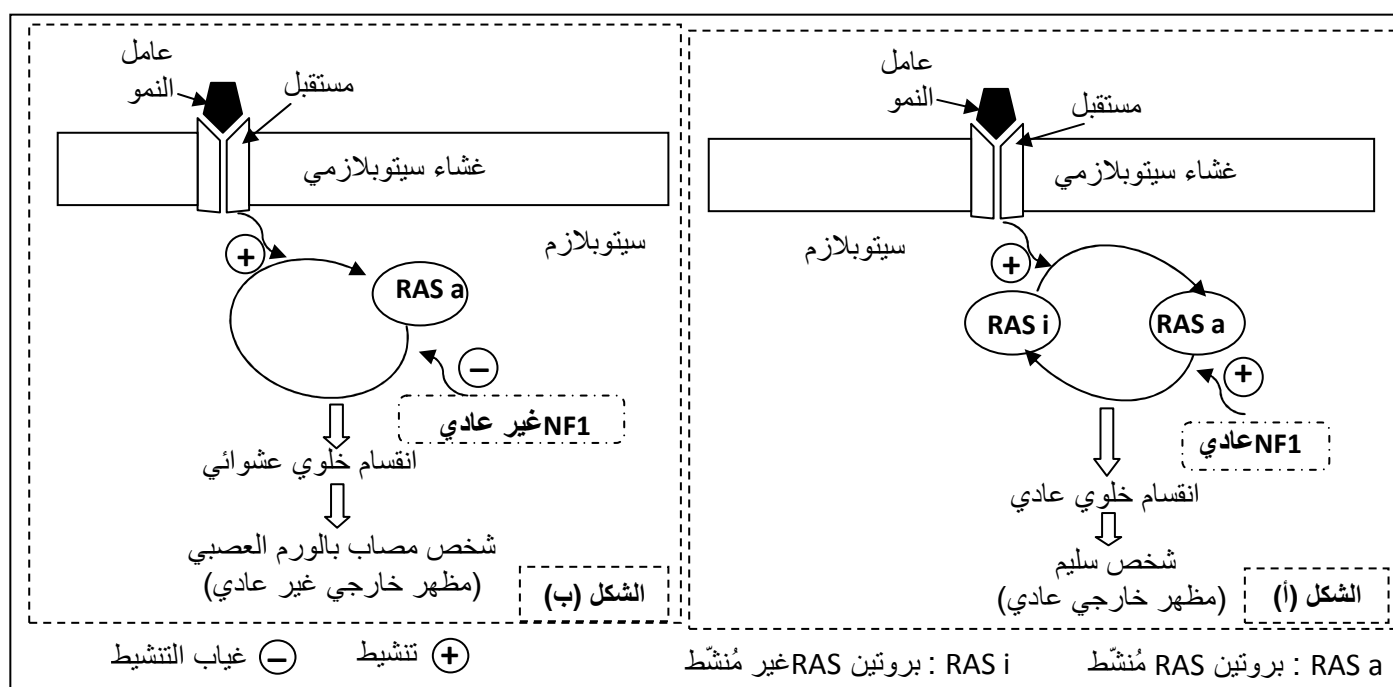 عامل
النمو
مستقبل
غشاء سيتوبلازمي
سيتوبلازم
+
RAS i
RAS a
+
NF1عادي
انقسام خلوي عادي
شخص سليم
(مظهر خارجي عادي)
الشكل (أ)
عامل
النمو
مستقبل
غشاء سيتوبلازمي
سيتوبلازم
+
RAS a
−
NF1غير عادي
انقسام خلوي عشوائي
شخص مصاب بالورم العصبي
(مظهر خارجي غير عادي)
الشكل (ب)
RAS a : بروتين RAS مُنشّط RAS i : بروتين RASغير مُنشّط + تنشيط − غياب التنشيط